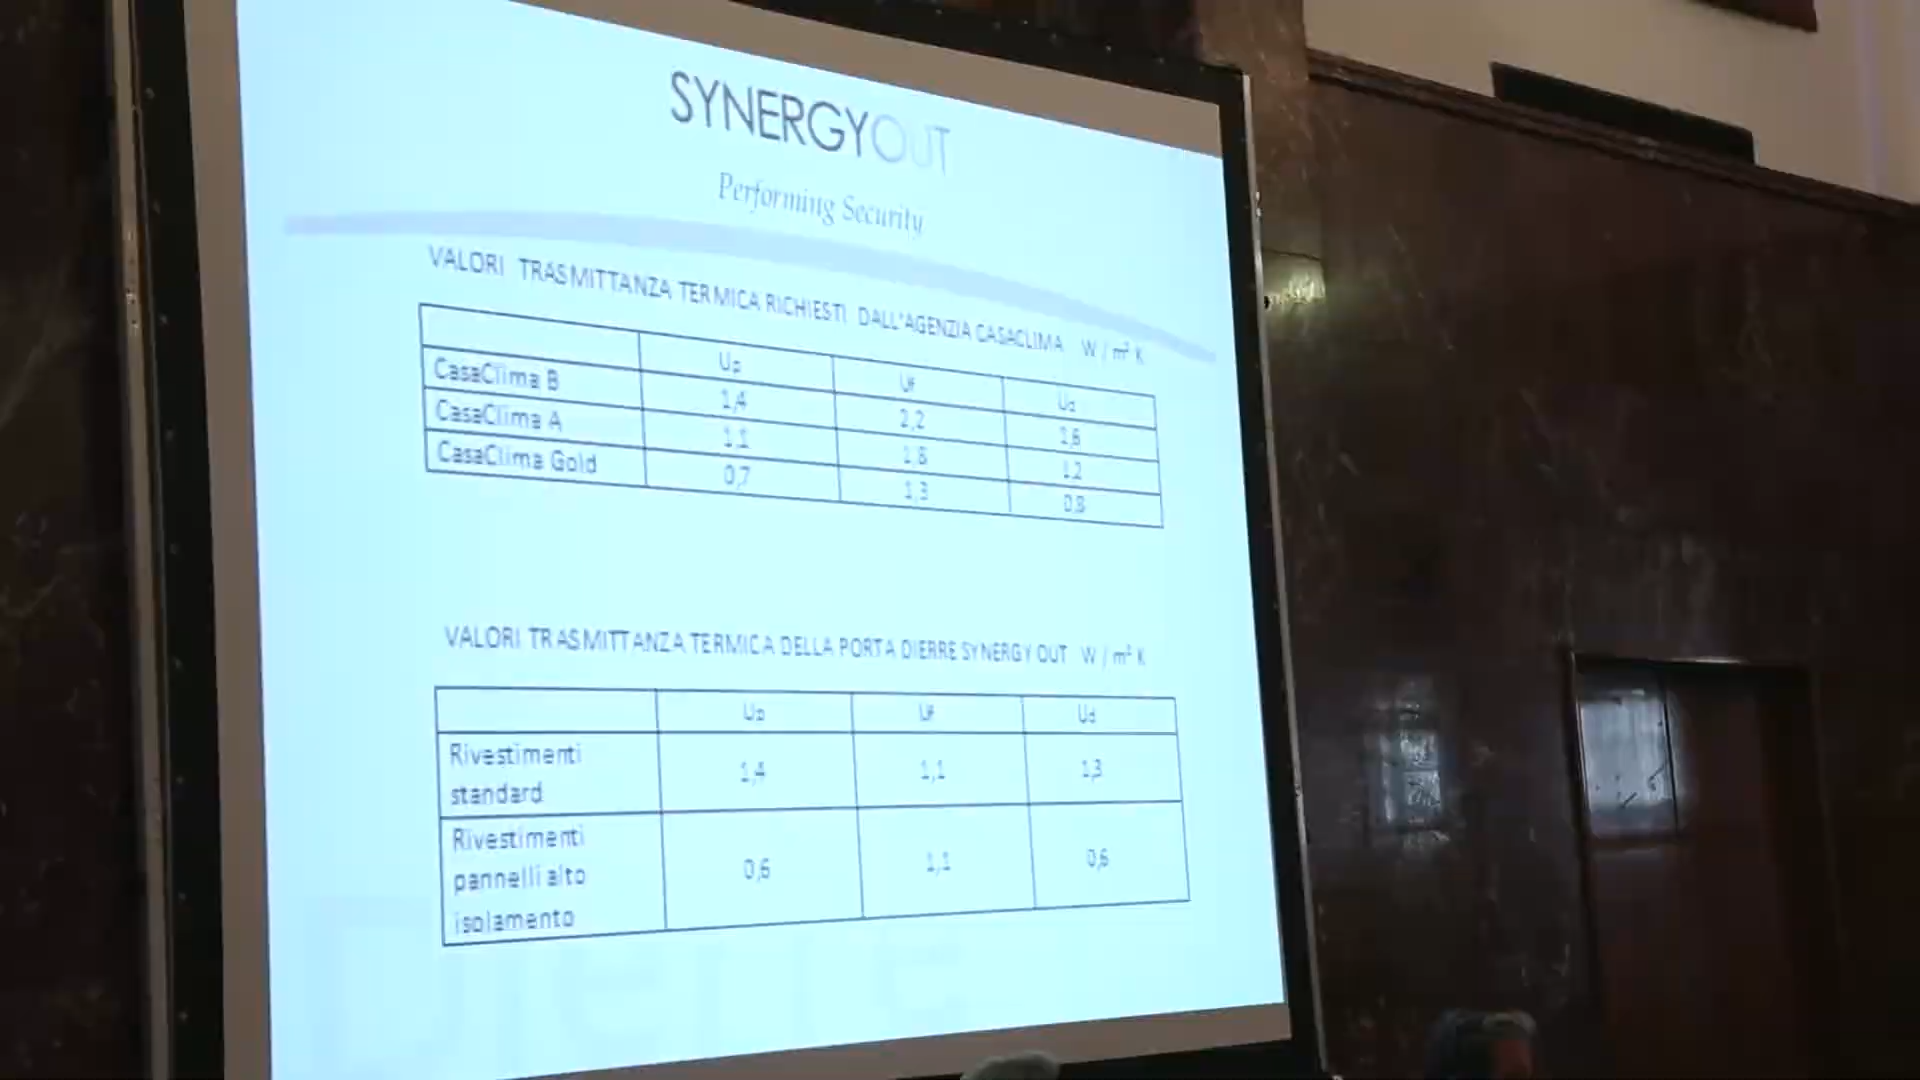 SYNERGYOUT
Performing Security
VALORI TRASMITTANZA TERMICA RICHIESTI DALL'AGENZIA CASACLIMA W / m² K
Up Uf Ud
CasaClima B 1,4 2,2 1,6
CasaClima A 1,1 1,8 1,2
CasaClima Gold 0,7 1,3 0,8
VALORI TRASMITTANZA TERMICA DELLA PORTA DIERRE SYNERGY OUT W / m² K
Up Uf Ud
Rivestimenti
standard 1,4 1,1 1,3
Rivestimenti
pannelli alto 0,6 1,1 0,6
isolamento
Dierre